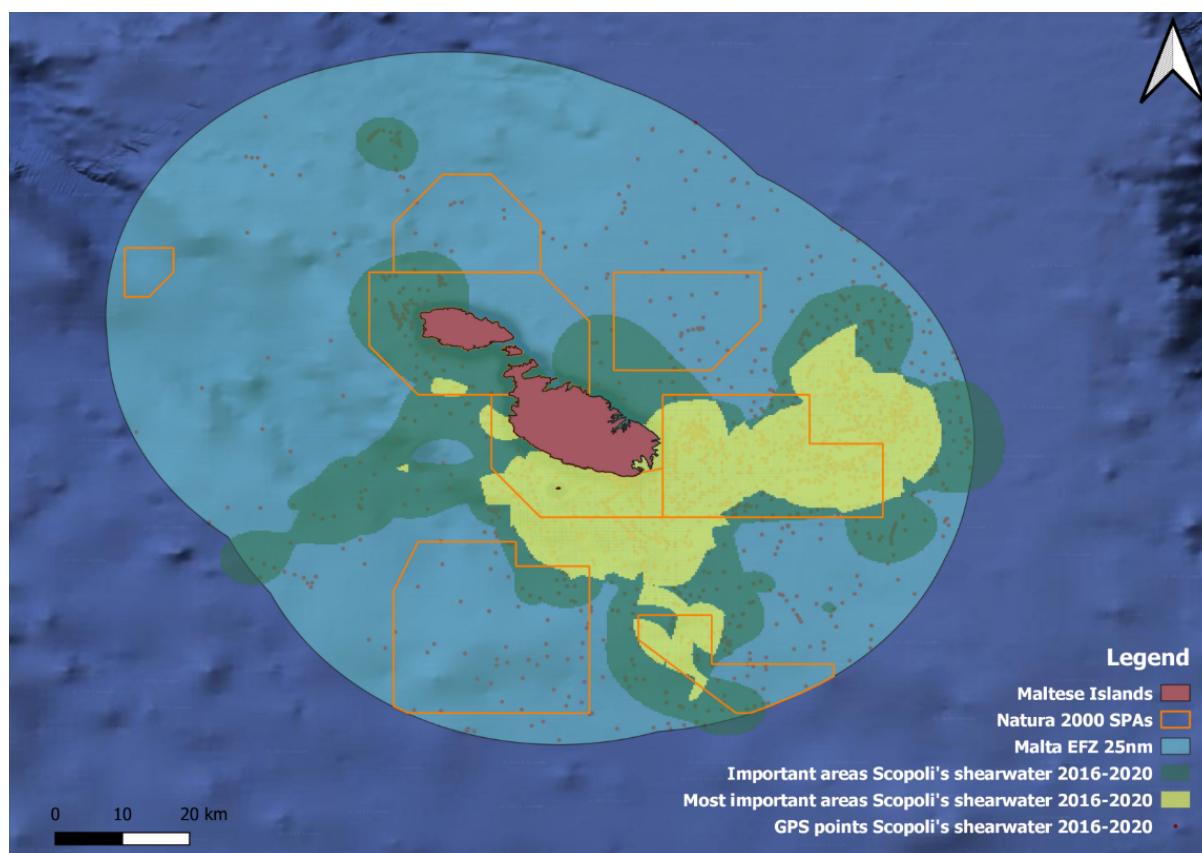 Legend
Maltese Islands
Natura 2000 SPAs
Malta EFZ 25nm
Important areas Scopoli's shearwater 2016-2020
Most important areas Scopoli's shearwater 2016-2020
GPS points Scopoli's shearwater 2016-2020
0 10 20 km